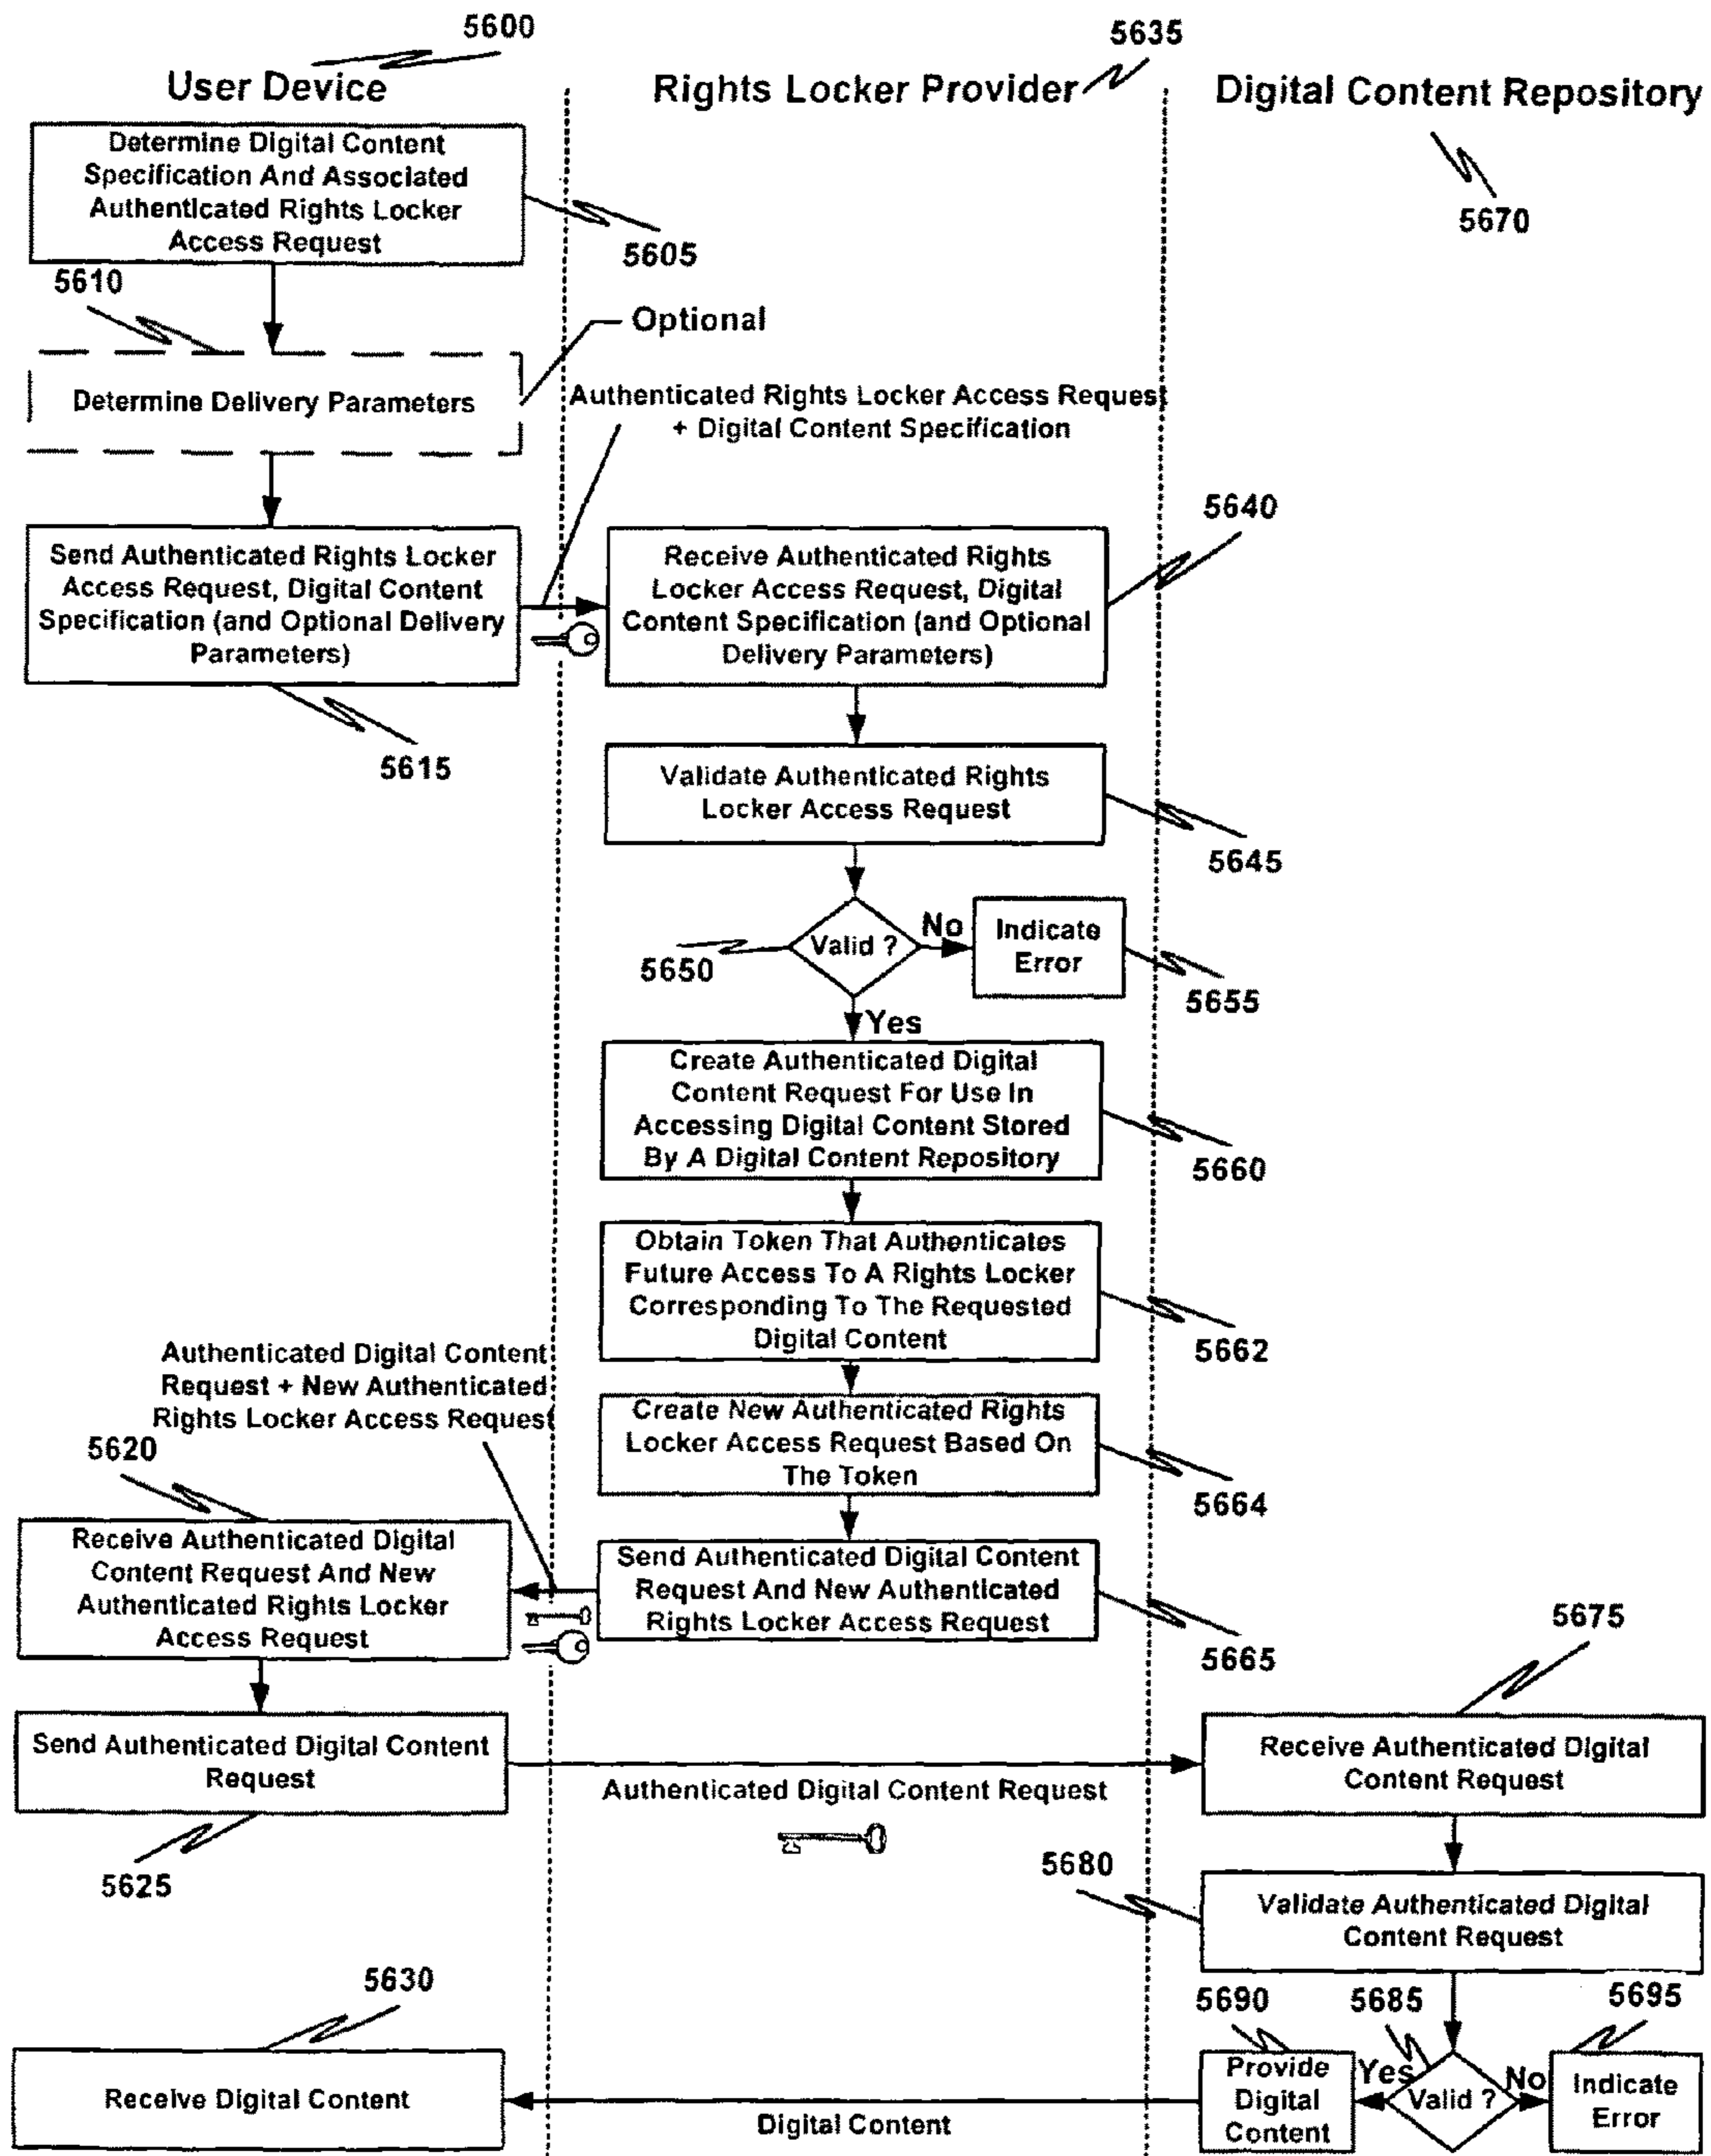 5600
5635
User Device
Rights Locker Provider
Digital Content Repository
5670
Determine Digital Content
Specification And Associated
Authenticated Rights Locker
Access Request
5605
5610
Optional
Determine Delivery Parameters
Authenticated Rights Locker Access Request
+ Digital Content Specification
5640
Send Authenticated Rights Locker
Access Request, Digital Content
Specification (and Optional Delivery
Parameters)
Receive Authenticated Rights
Locker Access Request, Digital
Content Specification (and Optional
Delivery Parameters)
5615
Validate Authenticated Rights
Locker Access Request
5645
Valid ?
No
Indicate
Error
5650
5655
Yes
Create Authenticated Digital
Content Request For Use In
Accessing Digital Content Stored
By A Digital Content Repository
5660
Obtain Token That Authenticates
Future Access To A Rights Locker
Corresponding To The Requested
Digital Content
5662
Authenticated Digital Content
Request + New Authenticated
Rights Locker Access Request
Create New Authenticated Rights
Locker Access Request Based On
The Token
5664
5620
Receive Authenticated Digital
Content Request And New
Authenticated Rights Locker
Access Request
Send Authenticated Digital Content
Request And New Authenticated
Rights Locker Access Request
5665
5675
Send Authenticated Digital Content
Request
Authenticated Digital Content Request
Receive Authenticated Digital
Content Request
5625
5680
Validate Authenticated Digital
Content Request
5630
5690
5685
5695
Receive Digital Content
Digital Content
Provide
Digital
Content
Yes
Valid ?
No
Indicate
Error